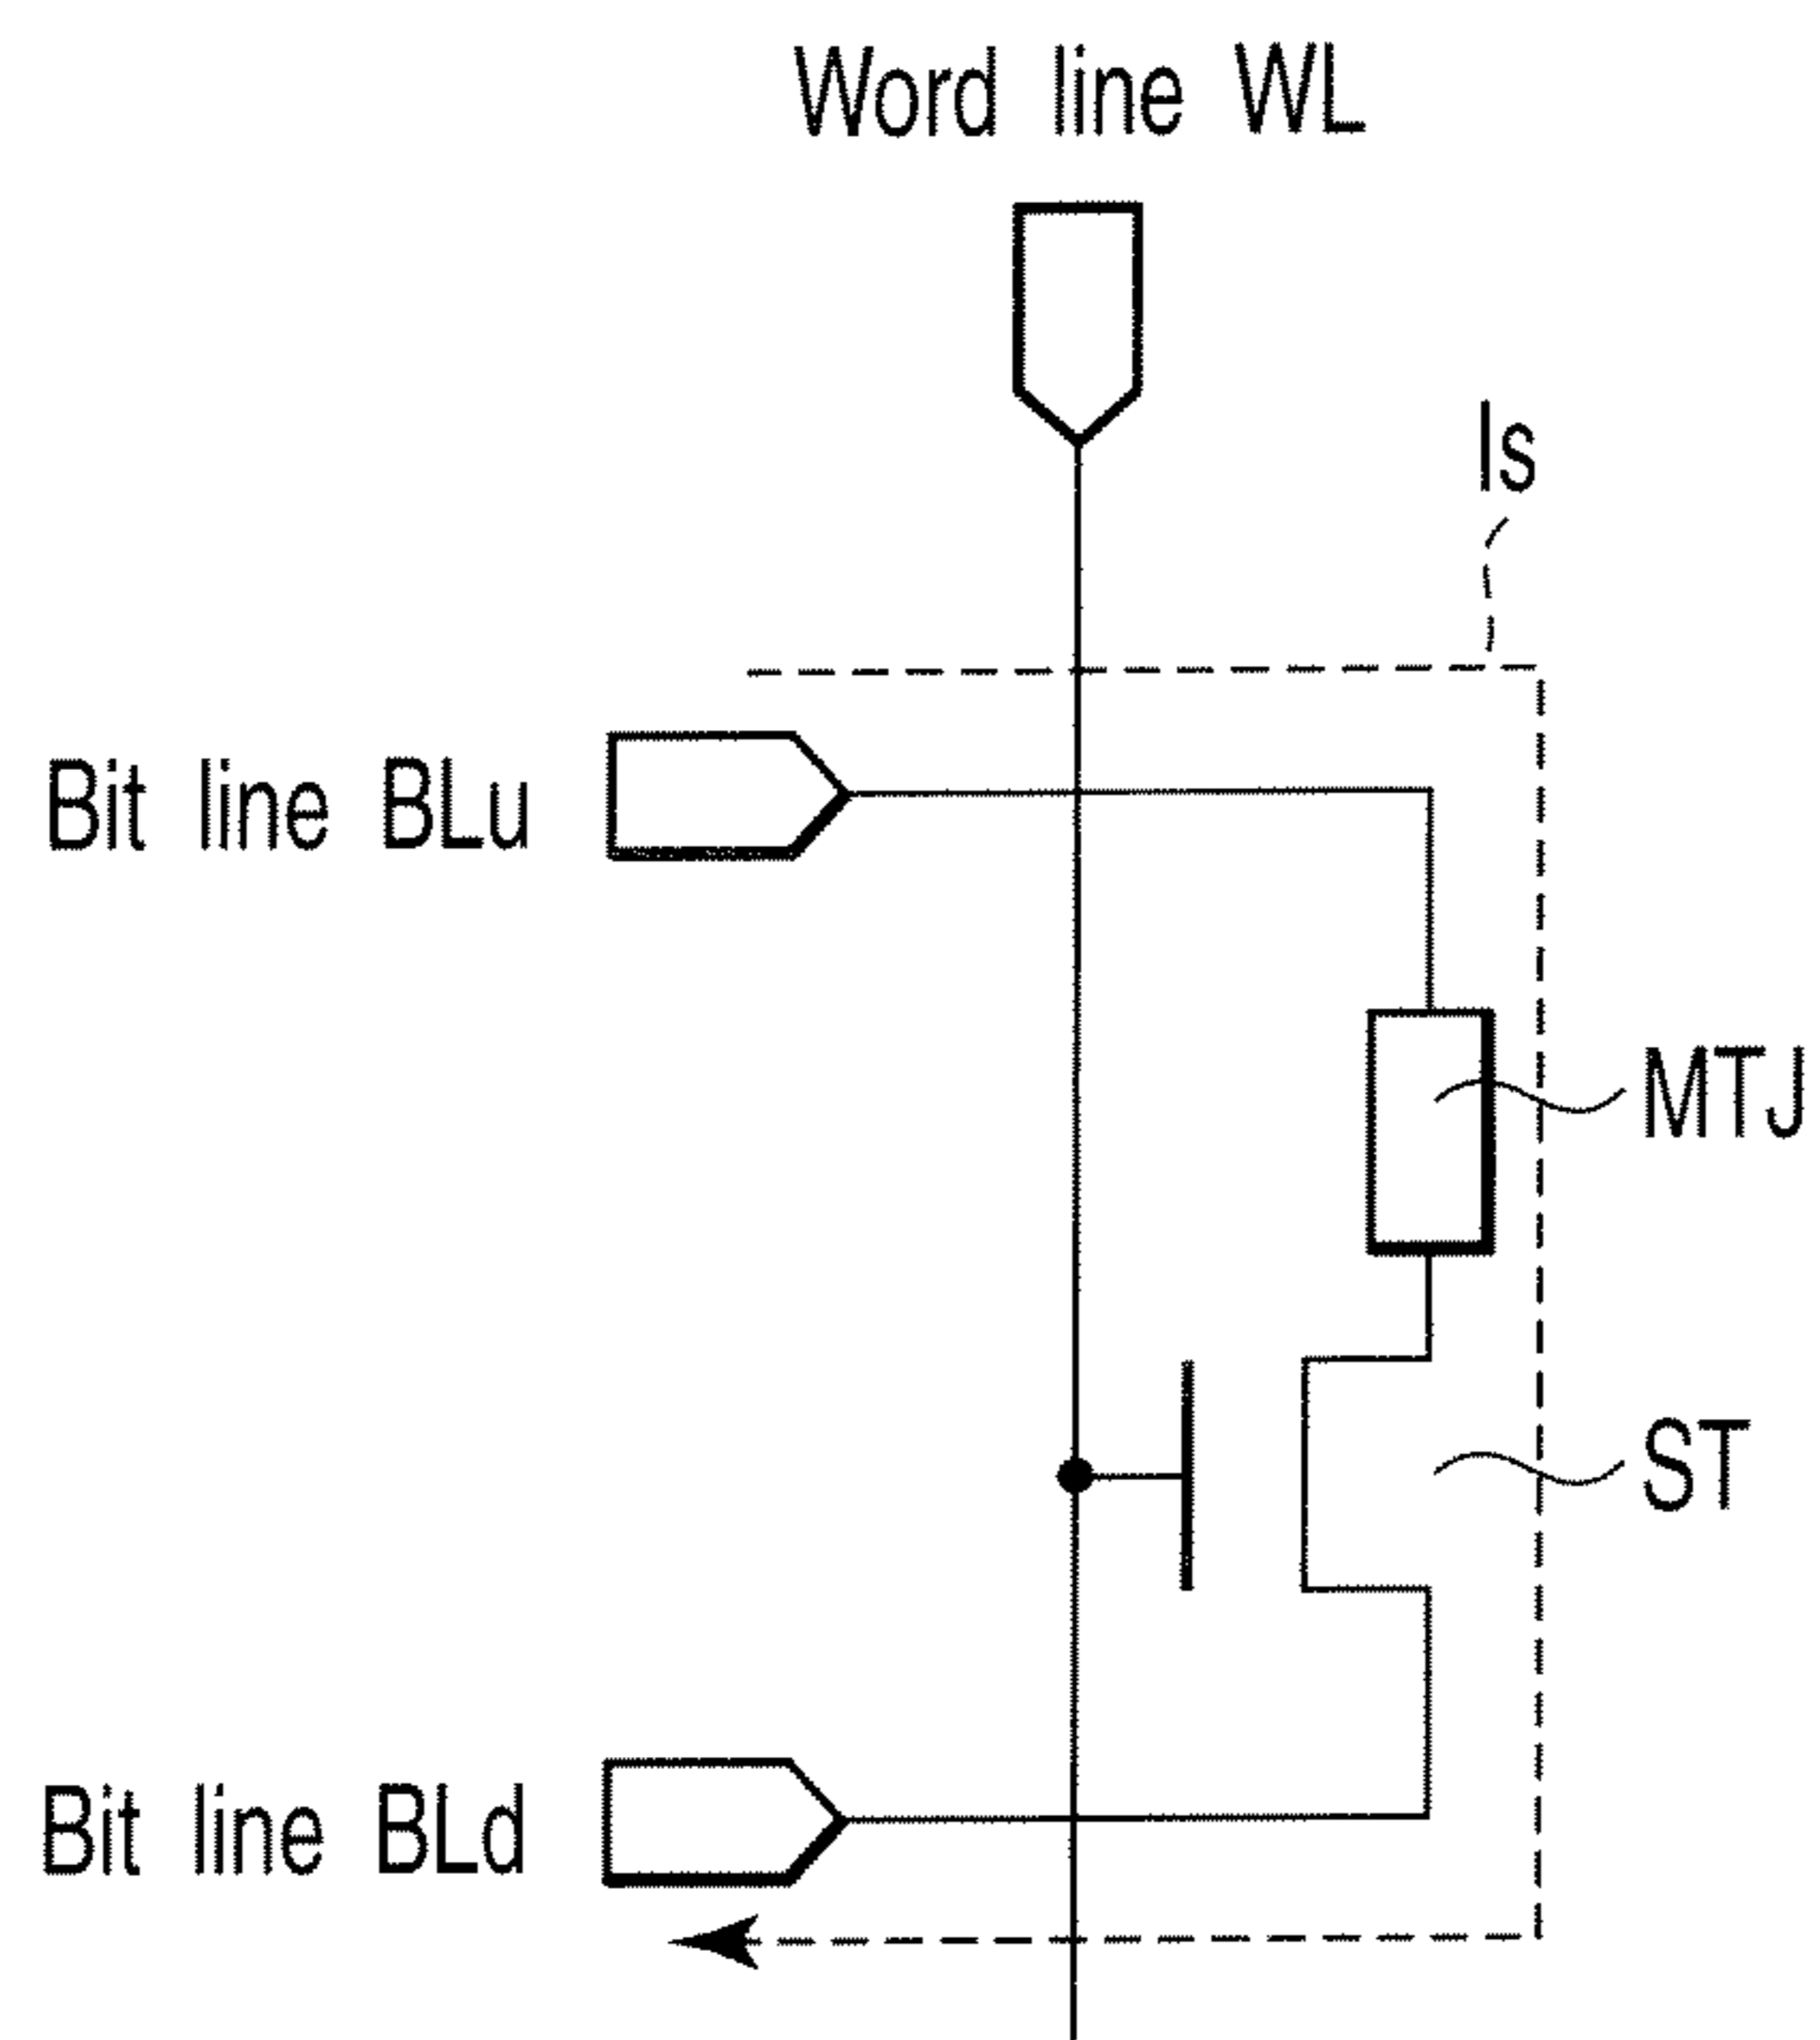 Word line WL
Is
Bit line BLu
MTJ
ST
Bit line BLd